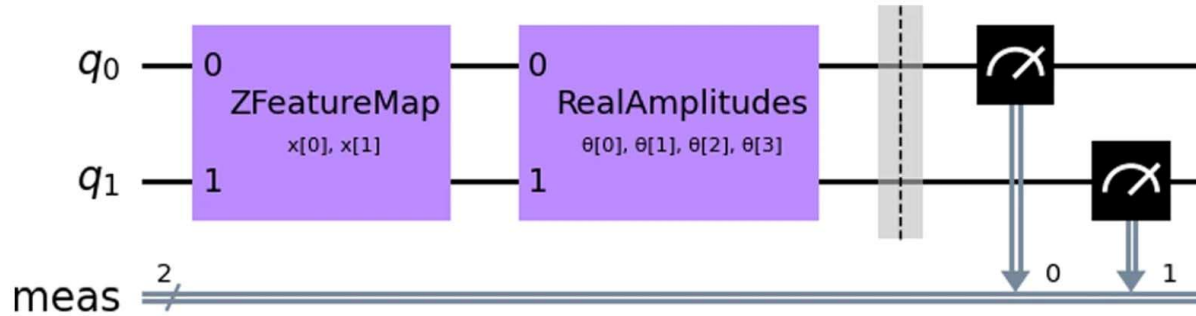 q0 0 ZFeatureMap 0 RealAmplitudes
x[0], x[1] θ[0], θ[1], θ[2], θ[3]
q1 1 1
meas 2 0 1